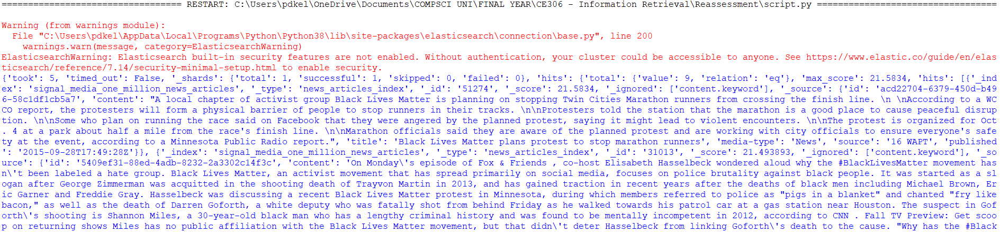 ================================== RESTART: C:\Users\pdkel\OneDrive\Documents\COMPSCI UNI\FINAL YEAR\CE306 - Information Retrieval\Reassessment\script.py ==================================
Warning (from warnings module):
  File "C:\Users\pdkel\AppData\Local\Programs\Python\Python38\lib\site-packages\elasticsearch\connection\base.py", line 200
    warnings.warn(message, category=ElasticsearchWarning)
ElasticsearchWarning: Elasticsearch built-in security features are not enabled. Without authentication, your cluster could be accessible to anyone. See https://www.elastic.co/guide/en/elas
ticsearch/reference/7.14/security-minimal-setup.html to enable security.
{'took': 5, 'timed_out': False, '_shards': {'total': 1, 'successful': 1, 'skipped': 0, 'failed': 0}, 'hits': {'total': {'value': 9, 'relation': 'eq'}, 'max_score': 21.5834, 'hits': [{'_ind
ex': 'signal_media_one_million_news_articles', '_type': 'news_articles_index', '_id': '51274', '_score': 21.5834, '_ignored': ['content.keyword'], '_source': {'id': 'acd22704-6379-450d-b49
6-58c1df1cb5a7', 'content': "A local chapter of activist group Black Lives Matter is planning on stopping Twin Cities Marathon runners from crossing the finish line. \n \nAccording to a WC
CO report, the protesters will form a physical barrier of people to stop runners in their tracks. \n\nProtesters told the station that the marathon is a good place to cause peaceful disrup
tion. \n\nSome who plan on running the race said on Facebook that they were angered by the planned protest, saying it might lead to violent encounters. \n\nThe protest is organized for Oct
. 4 at a park about half a mile from the race's finish line. \n\nMarathon officials said they are aware of the planned protest and are working with city officials to ensure everyone's safe
ty at the event, according to a Minnesota Public Radio report.", 'title': 'Black Lives Matter plans protest to stop marathon runners', 'media-type': 'News', 'source': '16 WAPT', 'published
': '2015-09-28T17:49:28Z'}}, {'_index': 'signal_media_one_million_news_articles', '_type': 'news_articles_index', '_id': '31013', '_score': 21.493893, '_ignored': ['content.keyword'], '_so
urce': {'id': '5409ef31-88ed-4adb-8232-2a3302c14f3c', 'content': 'On Monday\'s episode of Fox & Friends , co-host Elisabeth Hasselbeck wondered aloud why the #BlackLivesMatter movement has
n\'t been labeled a hate group. Black Lives Matter, an activist movement that has spread primarily on social media, focuses on police brutality against black people. It was started as a sl
ogan after George Zimmerman was acquitted in the shooting death of Trayvon Martin in 2013, and has gained traction in recent years after the deaths of black men including Michael Brown, Er
ic Garner and Freddie Gray. Hasselbeck was discussing a recent Black Lives Matter protest in Minnesota, during which members referred to police as "pigs in a blanket" and chanted "fry like
bacon," as well as the death of Darren Goforth, a white deputy who was fatally shot from behind Friday as he walked towards his patrol car at a gas station near Houston. The suspect in Gof
orth\'s shooting is Shannon Miles, a 30-year-old black man who has a lengthy criminal history and was found to be mentally incompetent in 2012, according to CNN . Fall TV Preview: Get scoo
p on returning shows Miles has no public affiliation with the Black Lives Matter movement, but that didn\'t deter Hasselbeck from linking Goforth\'s death to the cause. "Why has the #Black